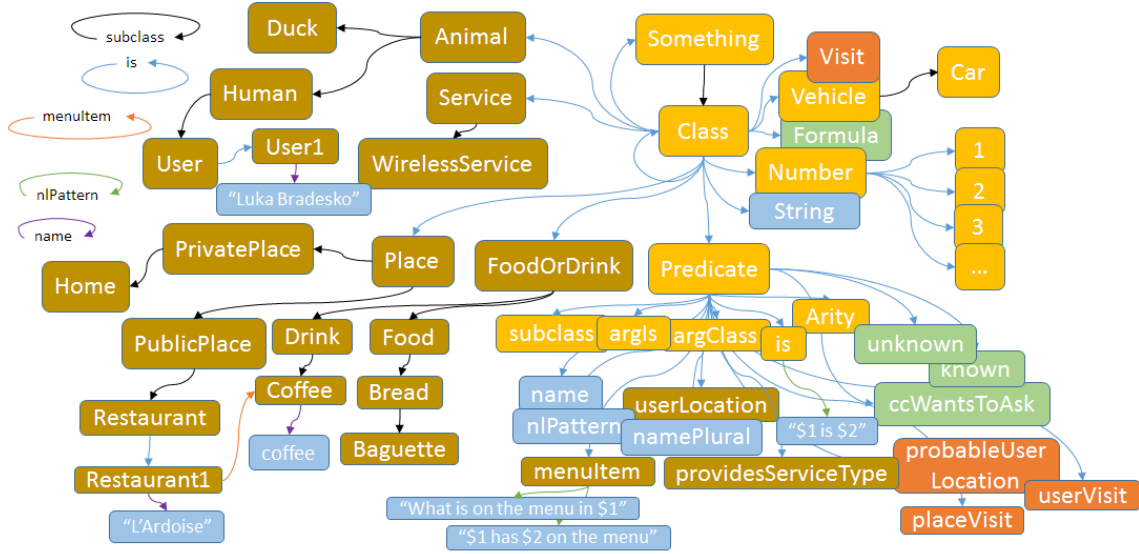 subclass
is
menuItem
nlPattern
name
Duck
Animal
Something
Visit
Vehicle
Car
Human
Service
Class
Formula
User
User1
WirelessService
Number
1
"Luka Bradesko"
String
2
3
...
PrivatePlace
Place
FoodOrDrink
Predicate
Home
PublicPlace
Drink
Food
subclass
argIs
argClass
is
Arity
unknown
known
Coffee
Bread
name
userLocation
ccWantsToAsk
Restaurant
nlPattern
namePlural
"$1 is $2"
coffee
Baguette
probableUser
Location
Restaurant1
menuItem
providesServiceType
userVisit
"What is on the menu in $1"
placeVisit
"L'Ardoise"
"$1 has $2 on the menu"